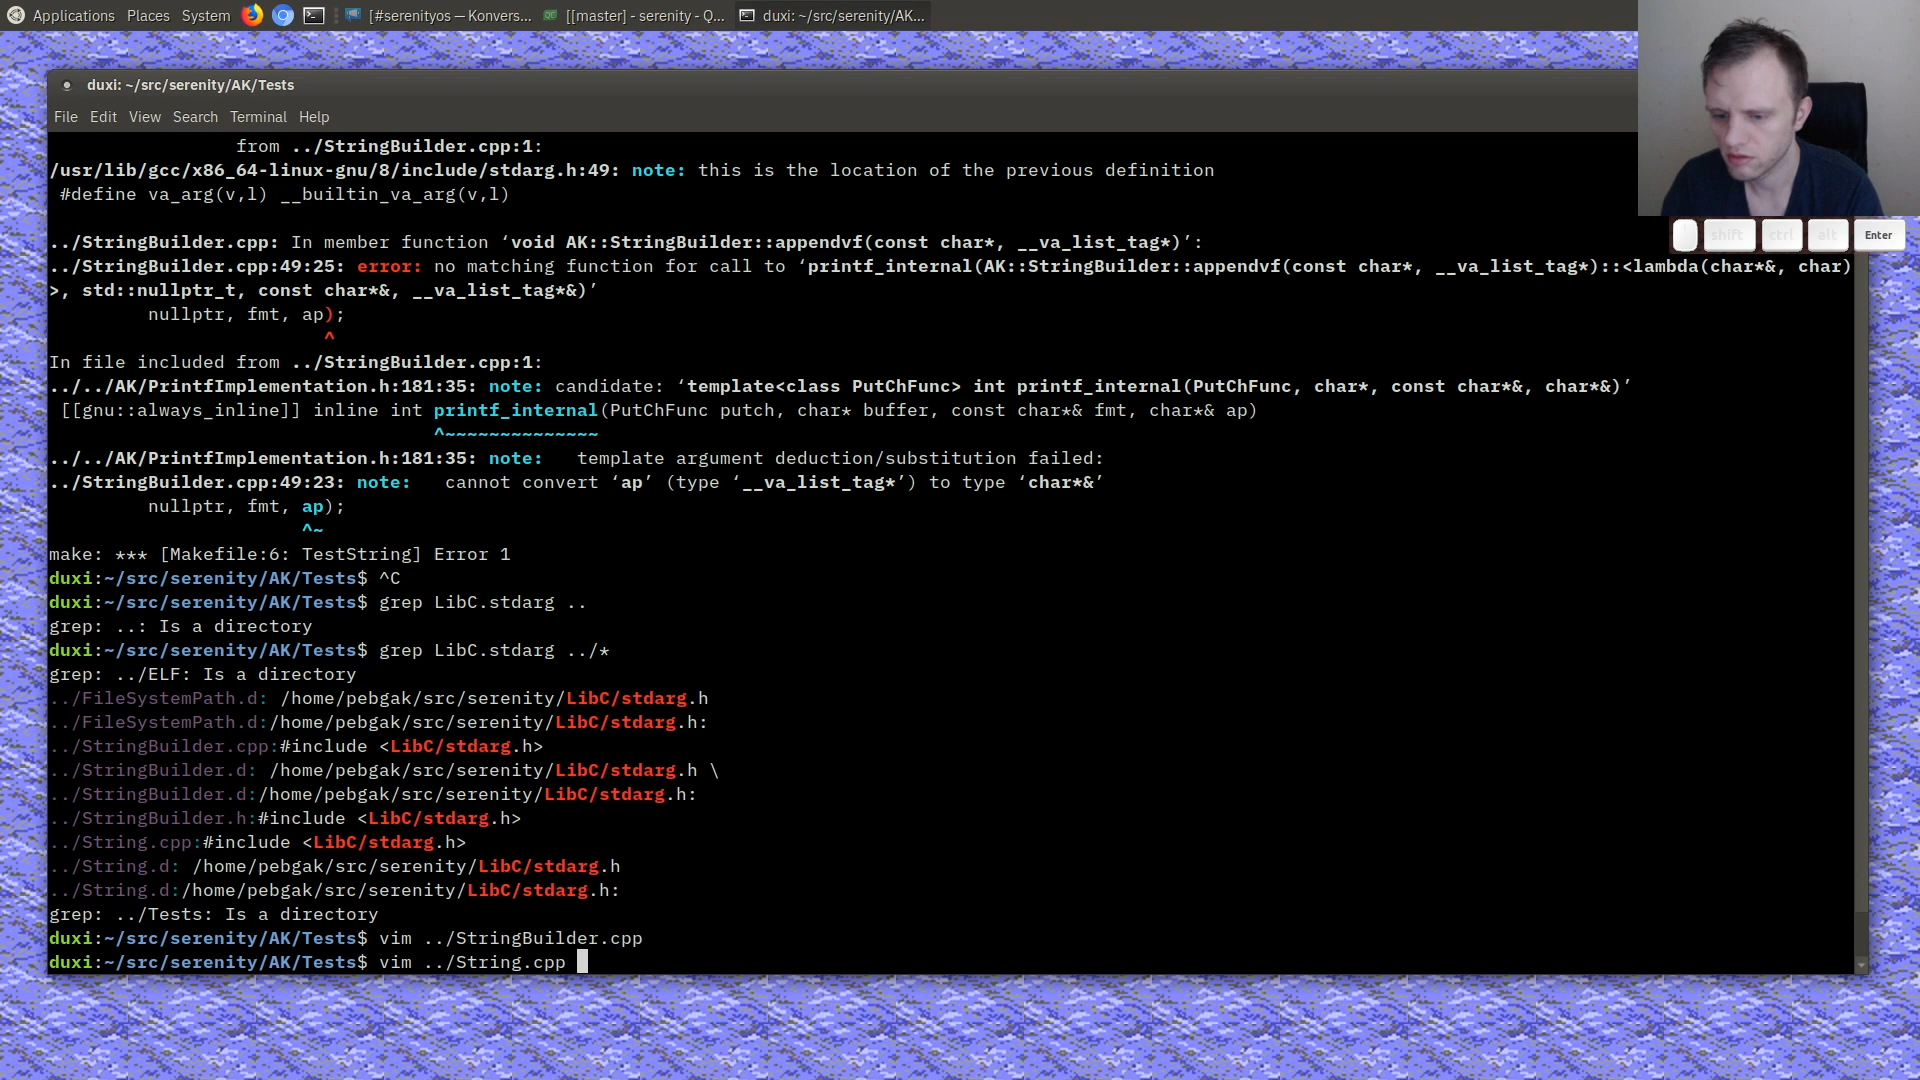 Applications Places System [#serenityos — Konvers... [[master] - serenity - Q... duxi: ~/src/serenity/AK...
duxi: ~/src/serenity/AK/Tests
File Edit View Search Terminal Help
from ../StringBuilder.cpp:1:
/usr/lib/gcc/x86_64-linux-gnu/8/include/stdarg.h:49: note: this is the location of the previous definition
#define va_arg(v,l) __builtin_va_arg(v,l)
shift ctrl alt Enter
../StringBuilder.cpp: In member function ‘void AK::StringBuilder::appendvf(const char*, __va_list_tag*)’:
../StringBuilder.cpp:49:25: error: no matching function for call to ‘printf_internal(AK::StringBuilder::appendvf(const char*, __va_list_tag*)::<lambda(char*&, char)
>, std::nullptr_t, const char*&, __va_list_tag*&)’
nullptr, fmt, ap);
^
In file included from ../StringBuilder.cpp:1:
../../AK/PrintfImplementation.h:181:35: note: candidate: ‘template<class PutChFunc> int printf_internal(PutChFunc, char*, const char*&, char*&)’
[[gnu::always_inline]] inline int printf_internal(PutChFunc putch, char* buffer, const char*& fmt, char*& ap)
^~~~~~~~~~~~~~~
../../AK/PrintfImplementation.h:181:35: note:   template argument deduction/substitution failed:
../StringBuilder.cpp:49:23: note:   cannot convert ‘ap’ (type ‘__va_list_tag*’) to type ‘char*&’
nullptr, fmt, ap);
^~
make: *** [Makefile:6: TestString] Error 1
duxi:~/src/serenity/AK/Tests$ ^C
duxi:~/src/serenity/AK/Tests$ grep LibC.stdarg ..
grep: ..: Is a directory
duxi:~/src/serenity/AK/Tests$ grep LibC.stdarg ../*
grep: ../ELF: Is a directory
../FileSystemPath.d: /home/pebgak/src/serenity/LibC/stdarg.h
../FileSystemPath.d:/home/pebgak/src/serenity/LibC/stdarg.h:
../StringBuilder.cpp:#include <LibC/stdarg.h>
../StringBuilder.d: /home/pebgak/src/serenity/LibC/stdarg.h \
../StringBuilder.d:/home/pebgak/src/serenity/LibC/stdarg.h:
../StringBuilder.h:#include <LibC/stdarg.h>
../String.cpp:#include <LibC/stdarg.h>
../String.d: /home/pebgak/src/serenity/LibC/stdarg.h
../String.d:/home/pebgak/src/serenity/LibC/stdarg.h:
grep: ../Tests: Is a directory
duxi:~/src/serenity/AK/Tests$ vim ../StringBuilder.cpp
duxi:~/src/serenity/AK/Tests$ vim ../String.cpp